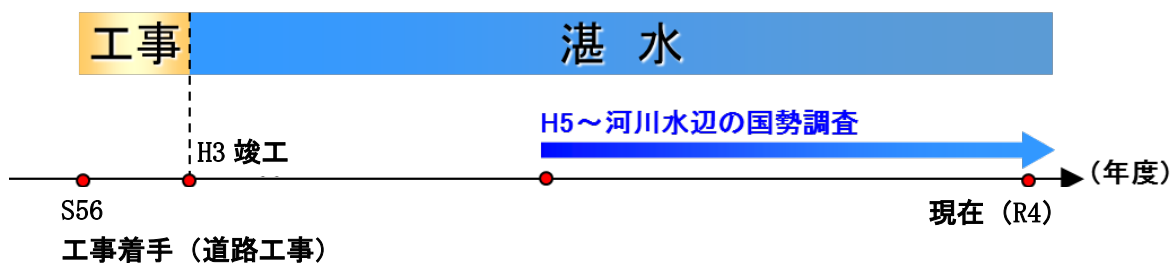 工事
湛 水
H5～河川水辺の国勢調査
H3 竣工
(年度)
S56
現在 (R4)
工事着手 (道路工事)